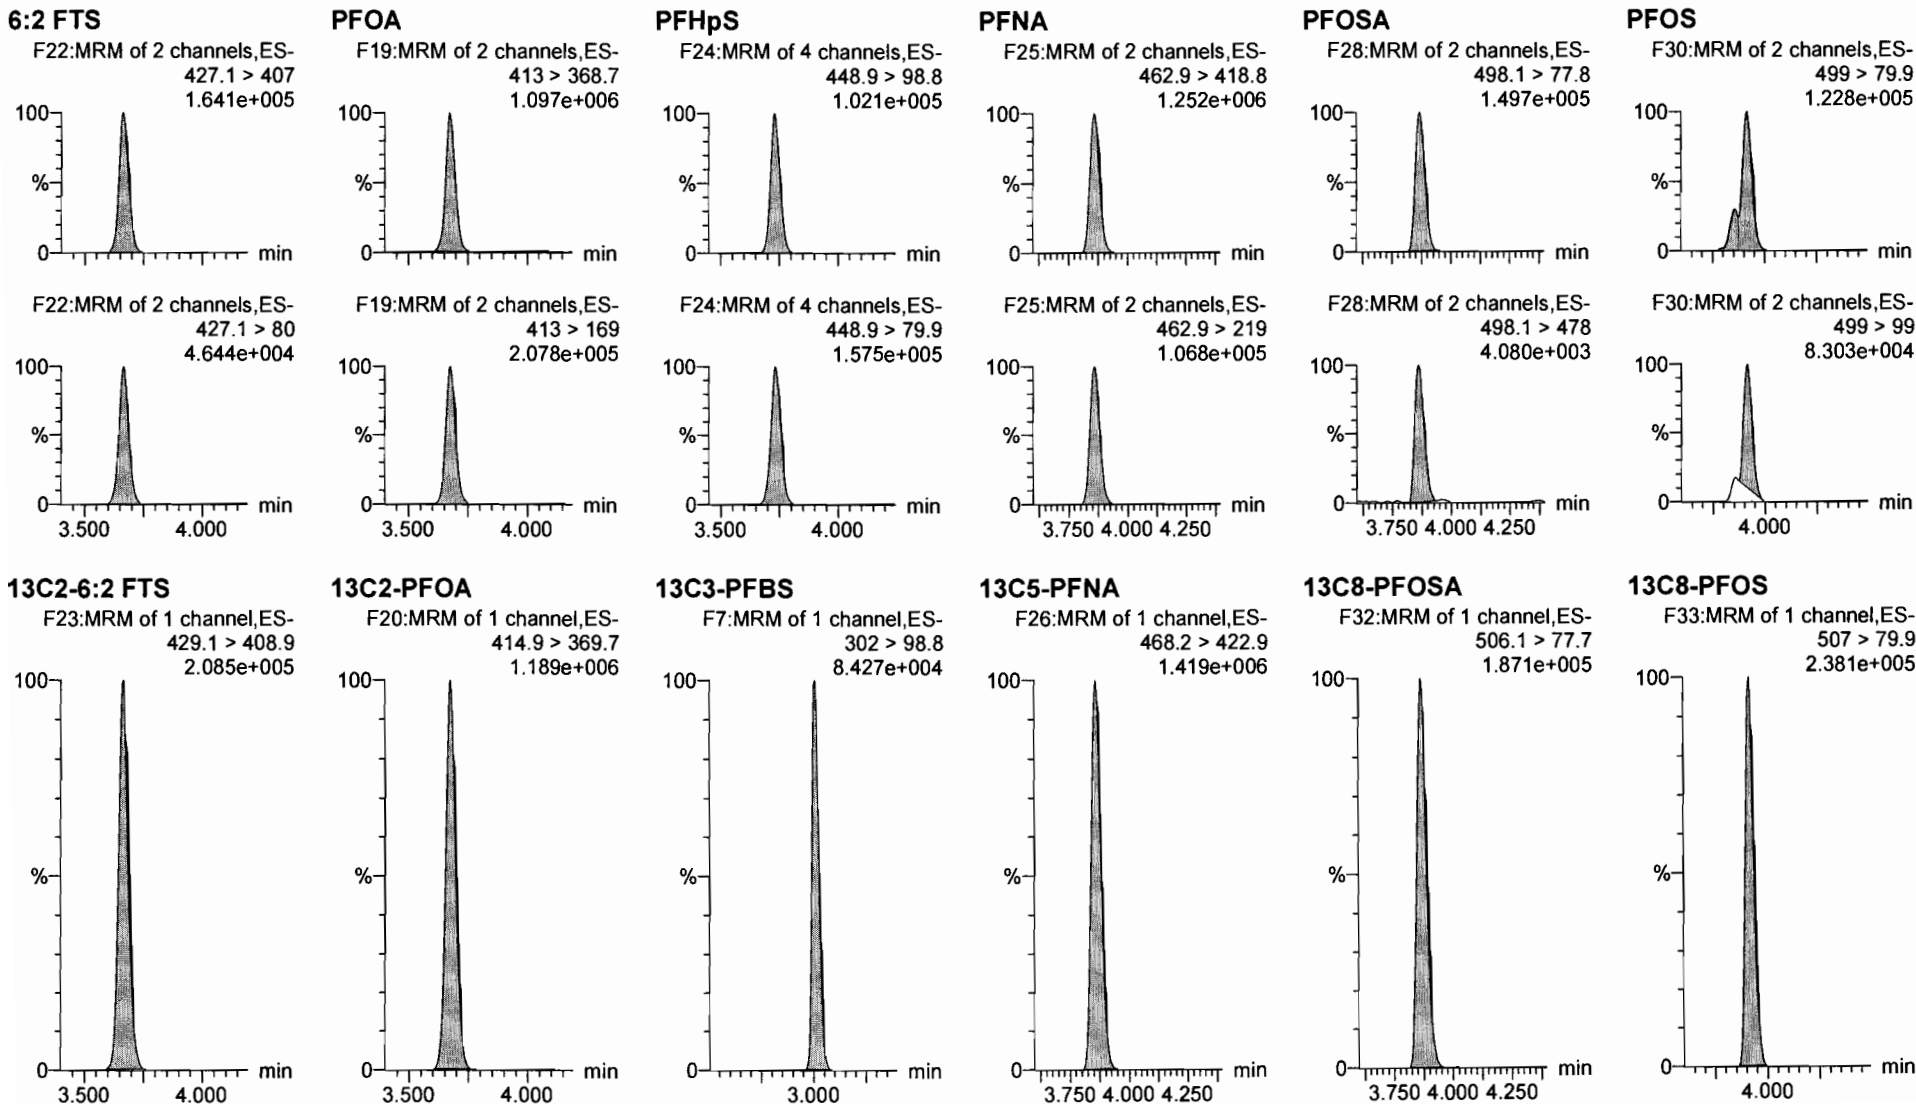 6:2 FTS
F22:MRM of 2 channels,ES-
427.1 > 407
1.641e+005
100
%
0
min
PFOA
F19:MRM of 2 channels,ES-
413 > 368.7
1.097e+006
100
%
0
min
PFHpS
F24:MRM of 4 channels,ES-
448.9 > 98.8
1.021e+005
100
%
0
min
PFNA
F25:MRM of 2 channels,ES-
462.9 > 418.8
1.252e+006
100
%
0
min
PFOSA
F28:MRM of 2 channels,ES-
498.1 > 77.8
1.497e+005
100
%
0
min
PFOS
F30:MRM of 2 channels,ES-
499 > 79.9
1.228e+005
100
%
0
min
F22:MRM of 2 channels,ES-
427.1 > 80
4.644e+004
100
%
0
min
3.500 4.000
F19:MRM of 2 channels,ES-
413 > 169
2.078e+005
100
%
0
min
3.500 4.000
F24:MRM of 4 channels,ES-
448.9 > 79.9
1.575e+005
100
%
0
min
3.500 4.000
F25:MRM of 2 channels,ES-
462.9 > 219
1.068e+005
100
%
0
min
3.750 4.000 4.250
F28:MRM of 2 channels,ES-
498.1 > 478
4.080e+003
100
%
0
min
3.750 4.000 4.250
F30:MRM of 2 channels,ES-
499 > 99
8.303e+004
100
%
0
min
4.000
13C2-6:2 FTS
F23:MRM of 1 channel,ES-
429.1 > 408.9
2.085e+005
100
%
0
min
3.500 4.000
13C2-PFOA
F20:MRM of 1 channel,ES-
414.9 > 369.7
1.189e+006
100
%
0
min
3.500 4.000
13C3-PFBS
F7:MRM of 1 channel,ES-
302 > 98.8
8.427e+004
100
%
0
min
3.000
13C5-PFNA
F26:MRM of 1 channel,ES-
468.2 > 422.9
1.419e+006
100
%
0
min
3.750 4.000 4.250
13C8-PFOSA
F32:MRM of 1 channel,ES-
506.1 > 77.7
1.871e+005
100
%
0
min
3.750 4.000 4.250
13C8-PFOS
F33:MRM of 1 channel,ES-
507 > 79.9
2.381e+005
100
%
0
min
4.000